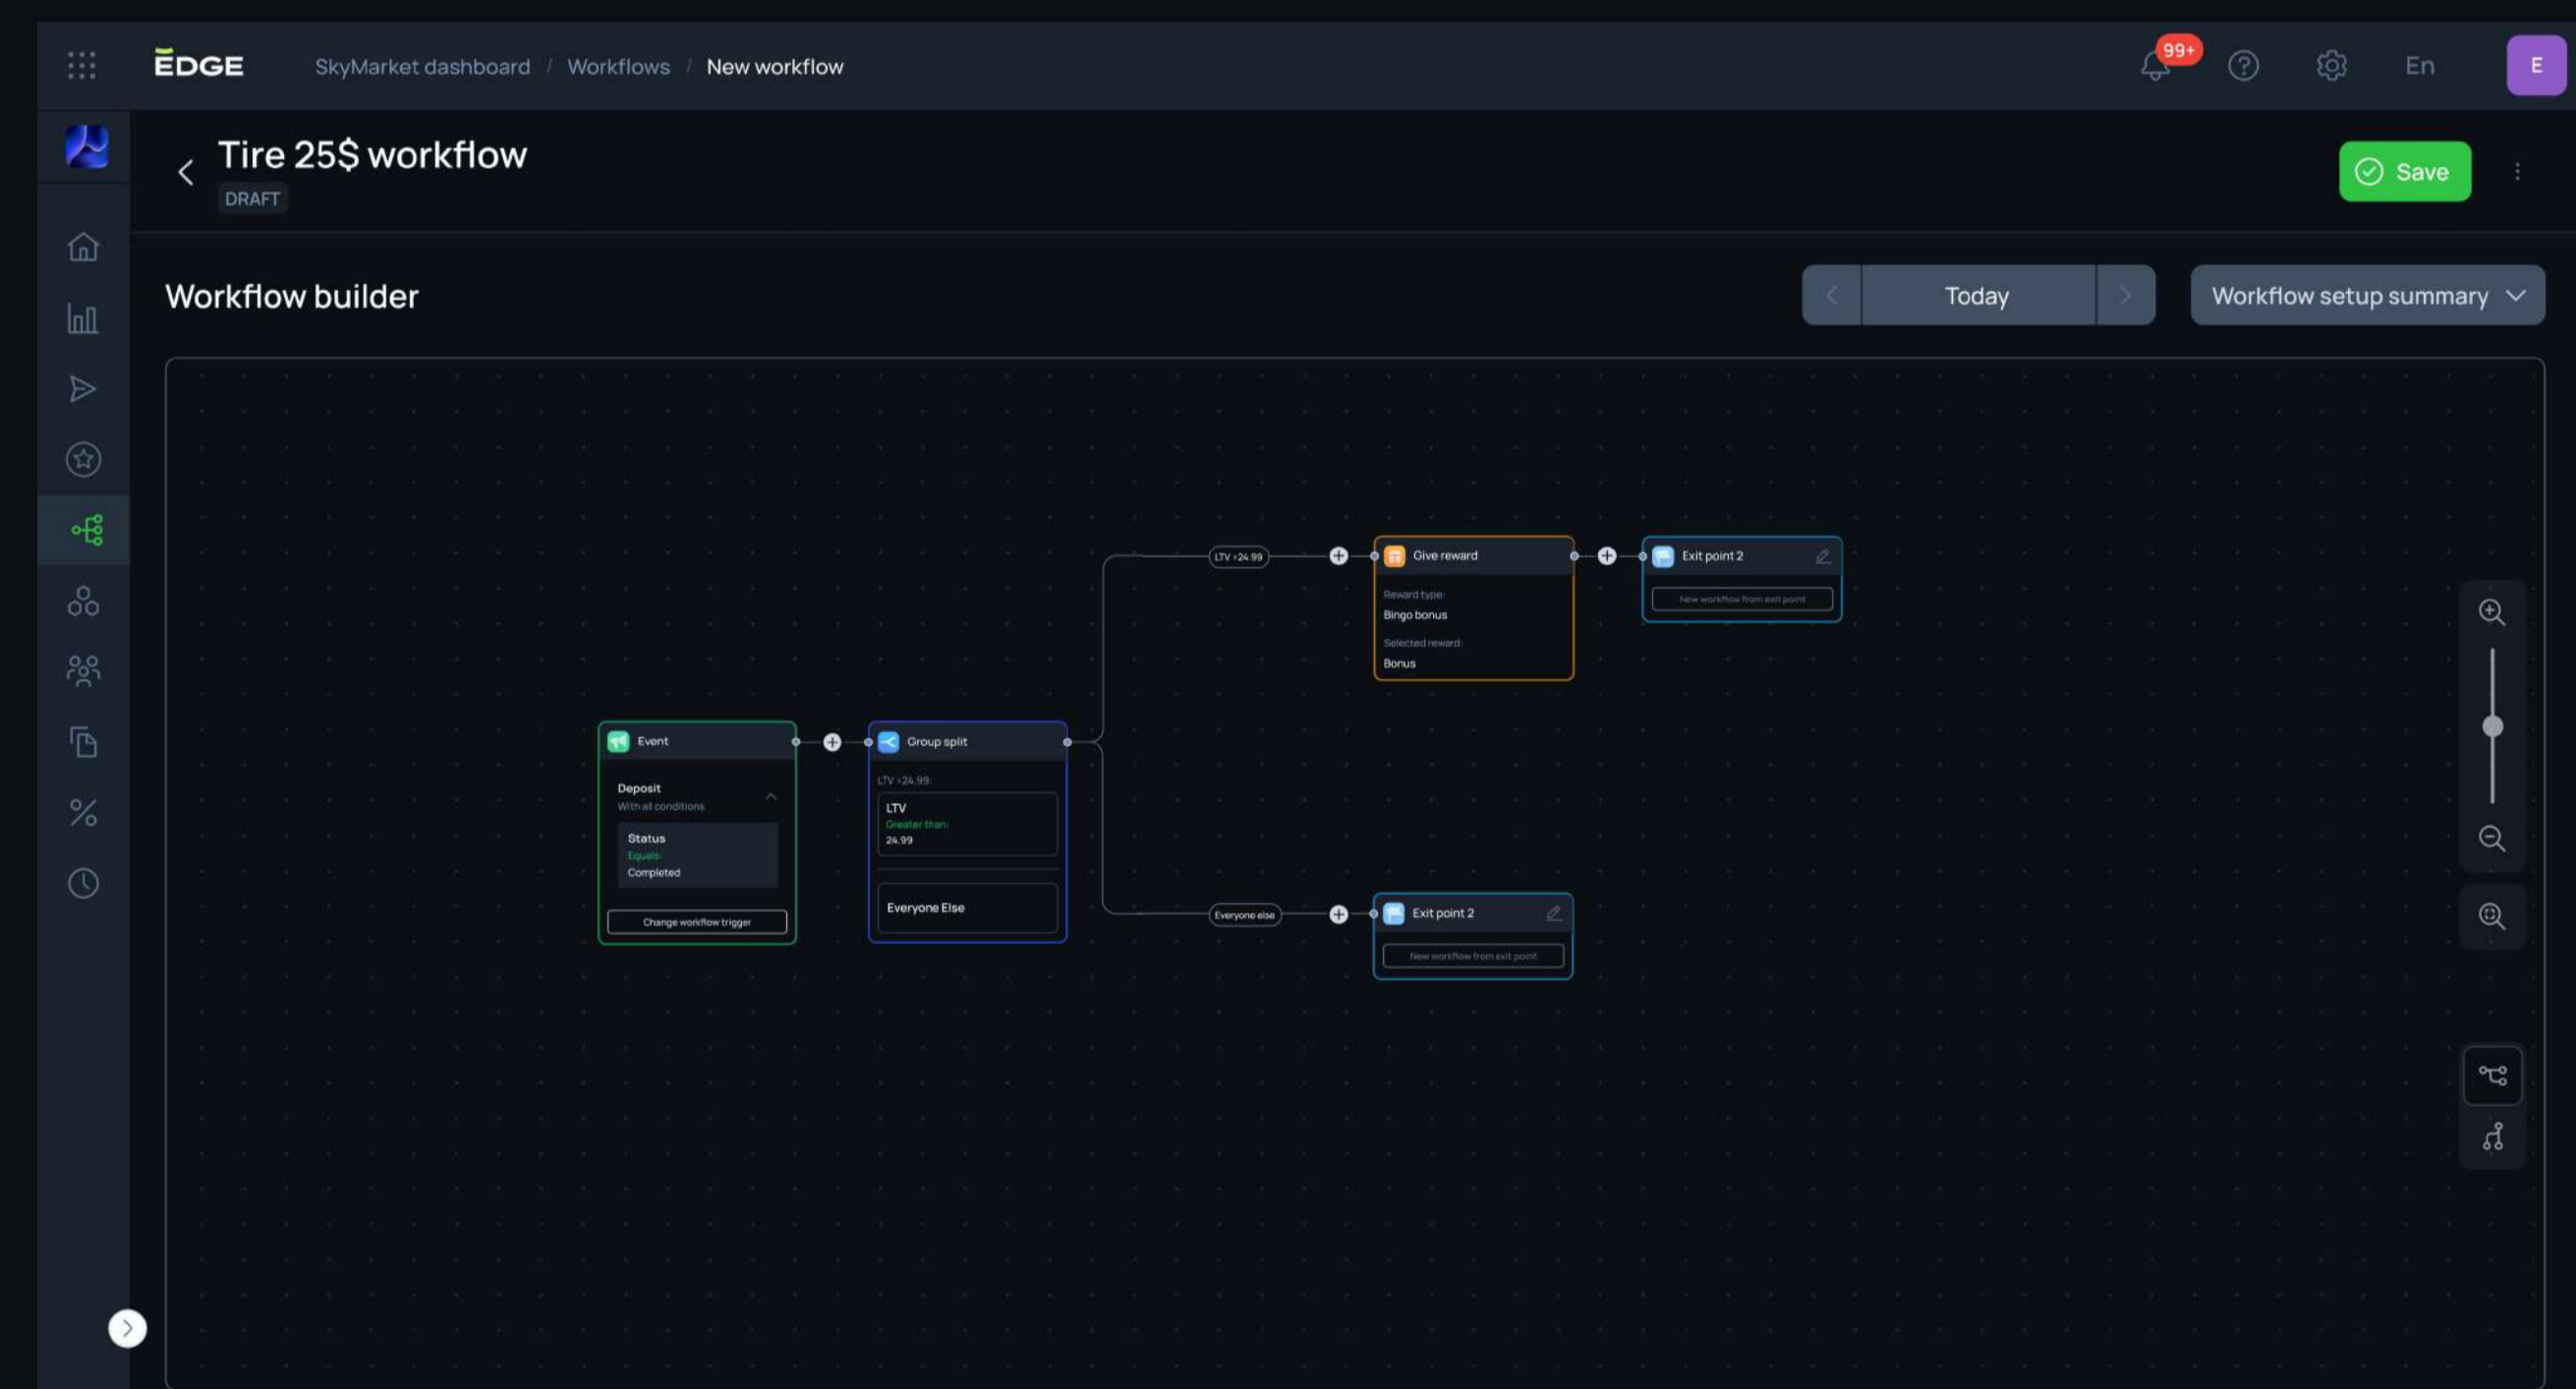 ĒDGE
SkyMarket dashboard / Workflows / New workflow
99+
En
E
Tire 25$ workflow
DRAFT
Save
Workflow builder
Today
Workflow setup summary
LTV >24.99
Give reward
Reward type:
Bingo bonus
Selected reward:
Bonus
Exit point 2
New workflow from exit point
Event
Deposit
With all conditions
Status
Equals:
Completed
Change workflow trigger
Group split
LTV >24.99:
LTV
Greater than:
24.99
Everyone Else
Everyone else
Exit point 2
New workflow from exit point